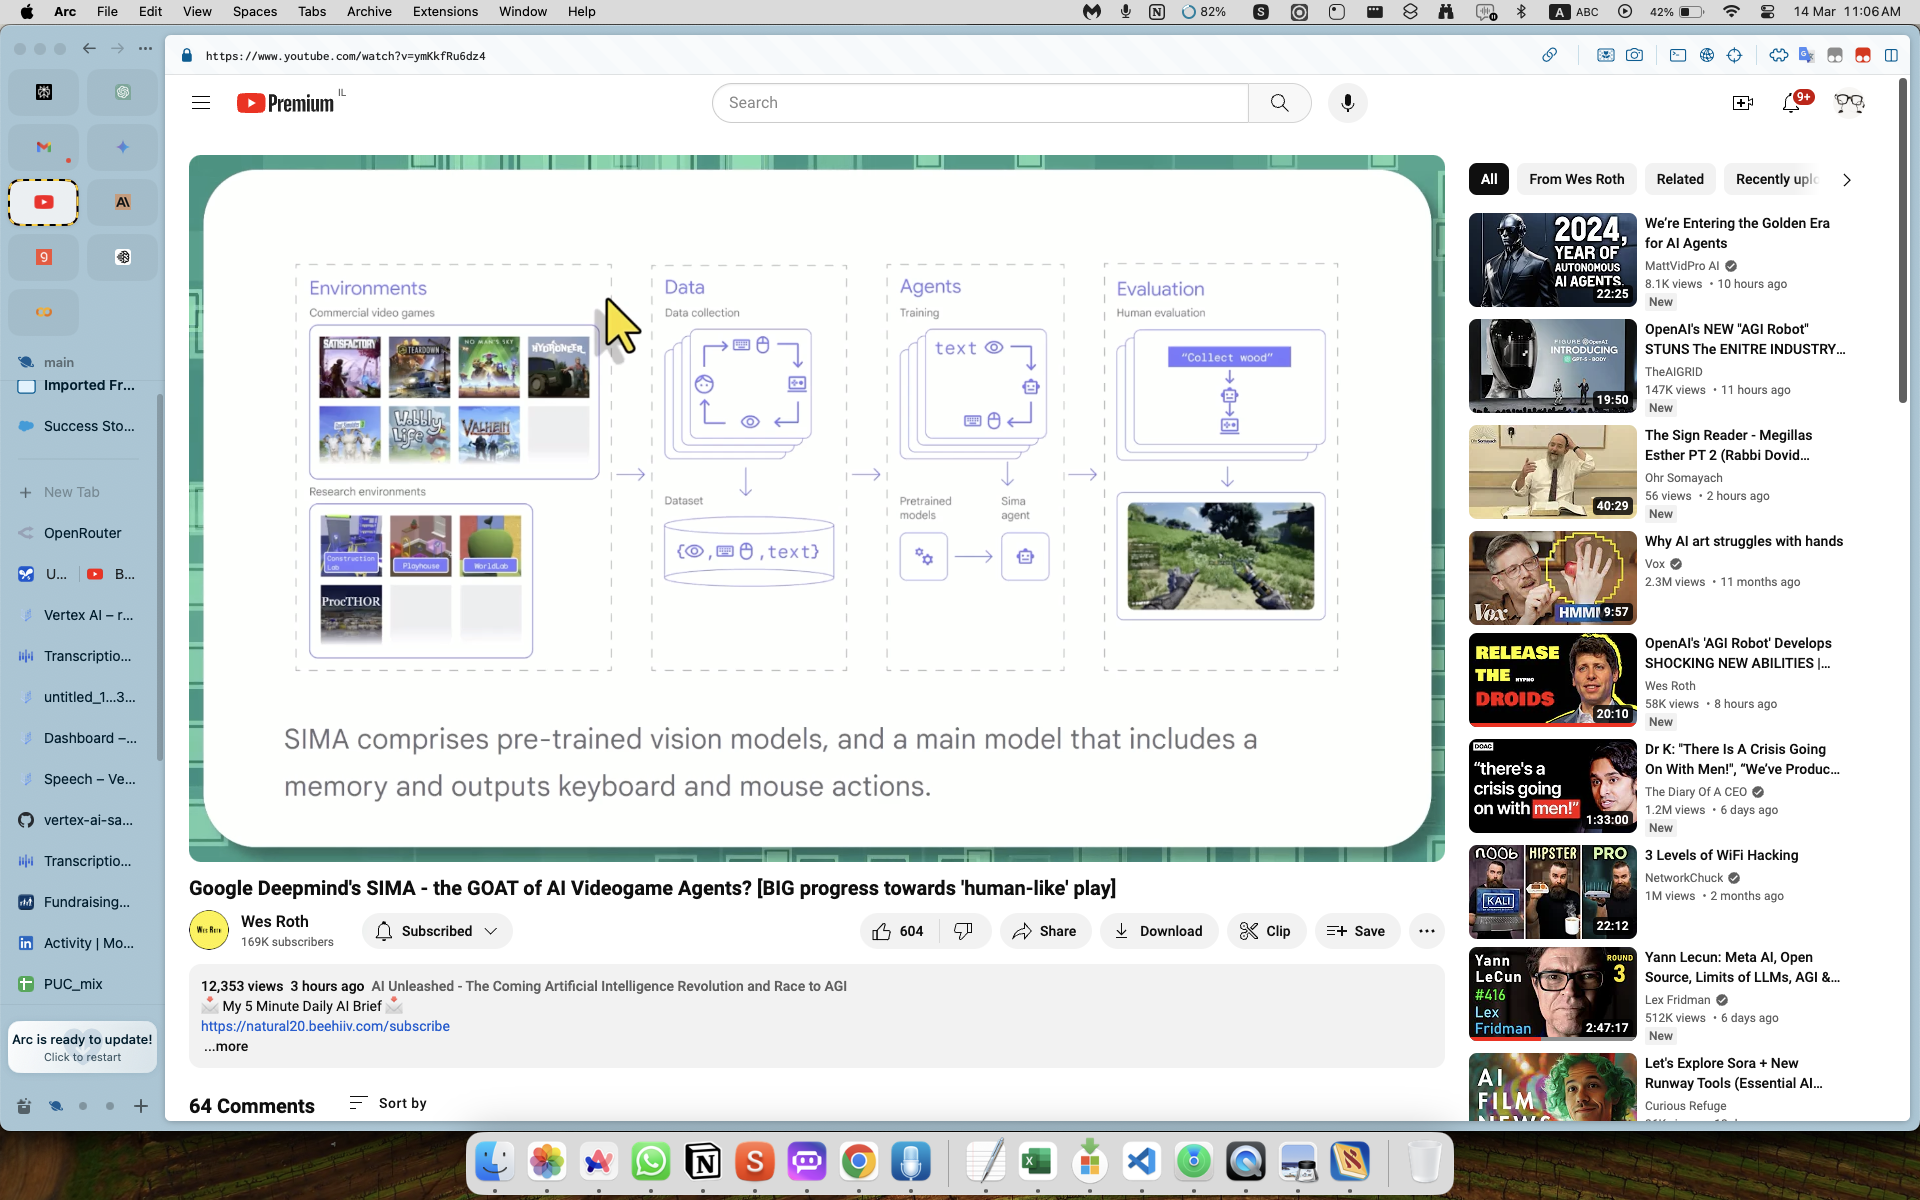 Arc File Edit View Spaces Tabs Archive Extensions Window Help
82% A ABC 42% 14 Mar 11:06 AM
https://www.youtube.com/watch?v=ymKkfRu6dz4
Premium IL
Search
9+
main
Imported Fr...
Success Sto...
New Tab
OpenRouter
U... B...
Vertex AI – r...
Transcriptio...
untitled_1...3...
Dashboard –...
Speech – Ve...
vertex-ai-sa...
Transcriptio...
Fundraising...
Activity | Mo...
PUC_mix
Arc is ready to update!
Click to restart
Environments
Commercial video games
SATISFACTORY TEARDOWN NO MAN'S SKY HYDRONEER
Wobbly Life VALHEIM
Research environments
Construction Lab Playhouse WorldLab
ProcTHOR
Data
Data collection
Dataset
{ , , text}
Agents
Training
text
Pretrained models
Sima agent
Evaluation
Human evaluation
"Collect wood"
SIMA comprises pre-trained vision models, and a main model that includes a
memory and outputs keyboard and mouse actions.
Google Deepmind's SIMA - the GOAT of AI Videogame Agents? [BIG progress towards 'human-like' play]
Wes Roth
169K subscribers
Subscribed
604 Share Download Clip Save
12,353 views 3 hours ago AI Unleashed - The Coming Artificial Intelligence Revolution and Race to AGI
My 5 Minute Daily AI Brief
https://natural20.beehiiv.com/subscribe
...more
64 Comments Sort by
All From Wes Roth Related Recently uplo
2024,
YEAR OF
AUTONOMOUS
AI AGENTS.
22:25
We're Entering the Golden Era
for AI Agents
MattVidPro AI
8.1K views • 10 hours ago
New
FIGURE OpenAI
INTRODUCING
GPT-5 - BODY
19:50
OpenAI's NEW "AGI Robot"
STUNS The ENITRE INDUSTRY...
TheAIGRID
147K views • 11 hours ago
New
40:29
The Sign Reader - Megillas
Esther PT 2 (Rabbi Dovid...
Ohr Somayach
56 views • 2 hours ago
New
Vox
HMM!
9:57
Why AI art struggles with hands
Vox
2.3M views • 11 months ago
RELEASE
THE HYPNO
DROIDS
20:10
OpenAI's 'AGI Robot' Develops
SHOCKING NEW ABILITIES |...
Wes Roth
58K views • 8 hours ago
New
DOAC
"there's a
crisis going
on with men!"
1:33:00
Dr K: "There Is A Crisis Going
On With Men!", "We've Produc...
The Diary Of A CEO
1.2M views • 6 days ago
New
NOOB HIPSTER PRO
KALI
22:12
3 Levels of WiFi Hacking
NetworkChuck
1M views • 2 months ago
Yann
LeCun
#416
Lex
Fridman
ROUND
3
2:47:17
Yann Lecun: Meta AI, Open
Source, Limits of LLMs, AGI &...
Lex Fridman
512K views • 6 days ago
New
AI
FILM
NEWS
Let's Explore Sora + New
Runway Tools (Essential AI...
Curious Refuge